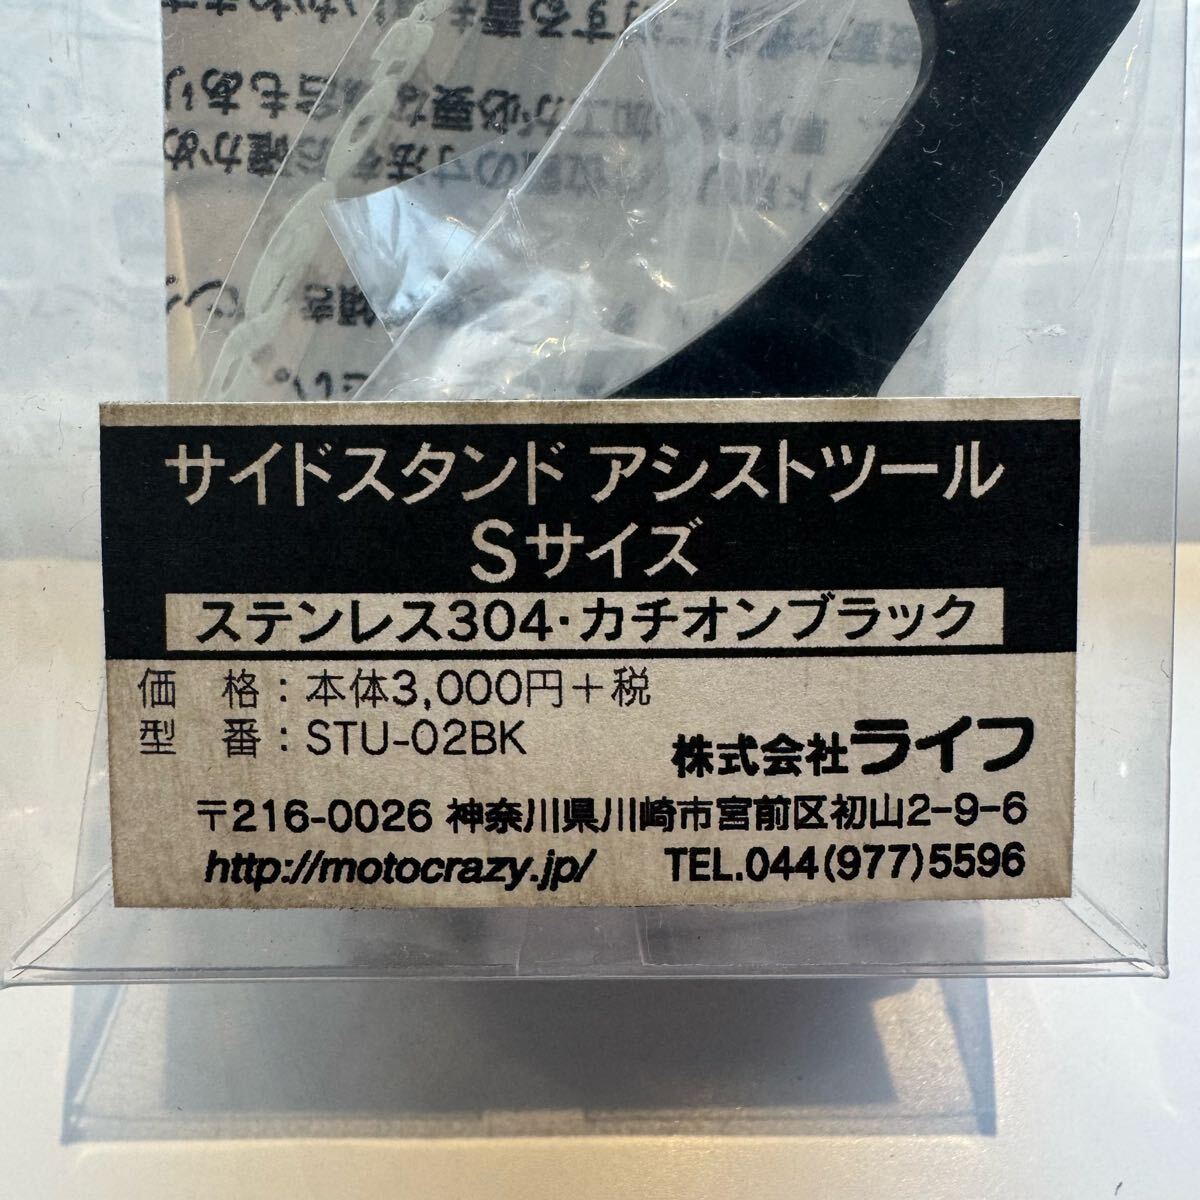 サイドスタンド アシストツール
Sサイズ
ステンレス304・カチオンブラック
価 格：本体3,000円＋税
型 番：STU-02BK
株式会社ライフ
〒216-0026 神奈川県川崎市宮前区初山2-9-6
http://motocrazy.jp/ TEL.044(977)5596